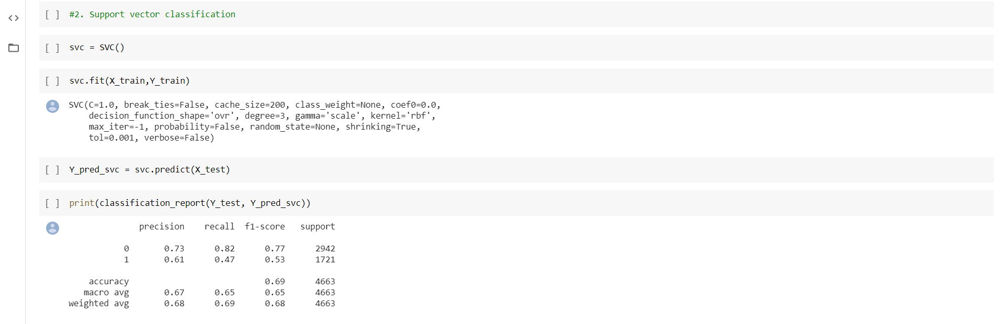 [ ] #2. Support vector classification
[ ] svc = SVC()
[ ] svc.fit(X_train,Y_train)
SVC(C=1.0, break_ties=False, cache_size=200, class_weight=None, coef0=0.0,
    decision_function_shape='ovr', degree=3, gamma='scale', kernel='rbf',
    max_iter=-1, probability=False, random_state=None, shrinking=True,
    tol=0.001, verbose=False)
[ ] Y_pred_svc = svc.predict(X_test)
[ ] print(classification_report(Y_test, Y_pred_svc))
              precision    recall  f1-score   support
           0       0.73      0.82      0.77      2942
           1       0.61      0.47      0.53      1721
    accuracy                           0.69      4663
   macro avg       0.67      0.65      0.65      4663
weighted avg       0.68      0.69      0.68      4663